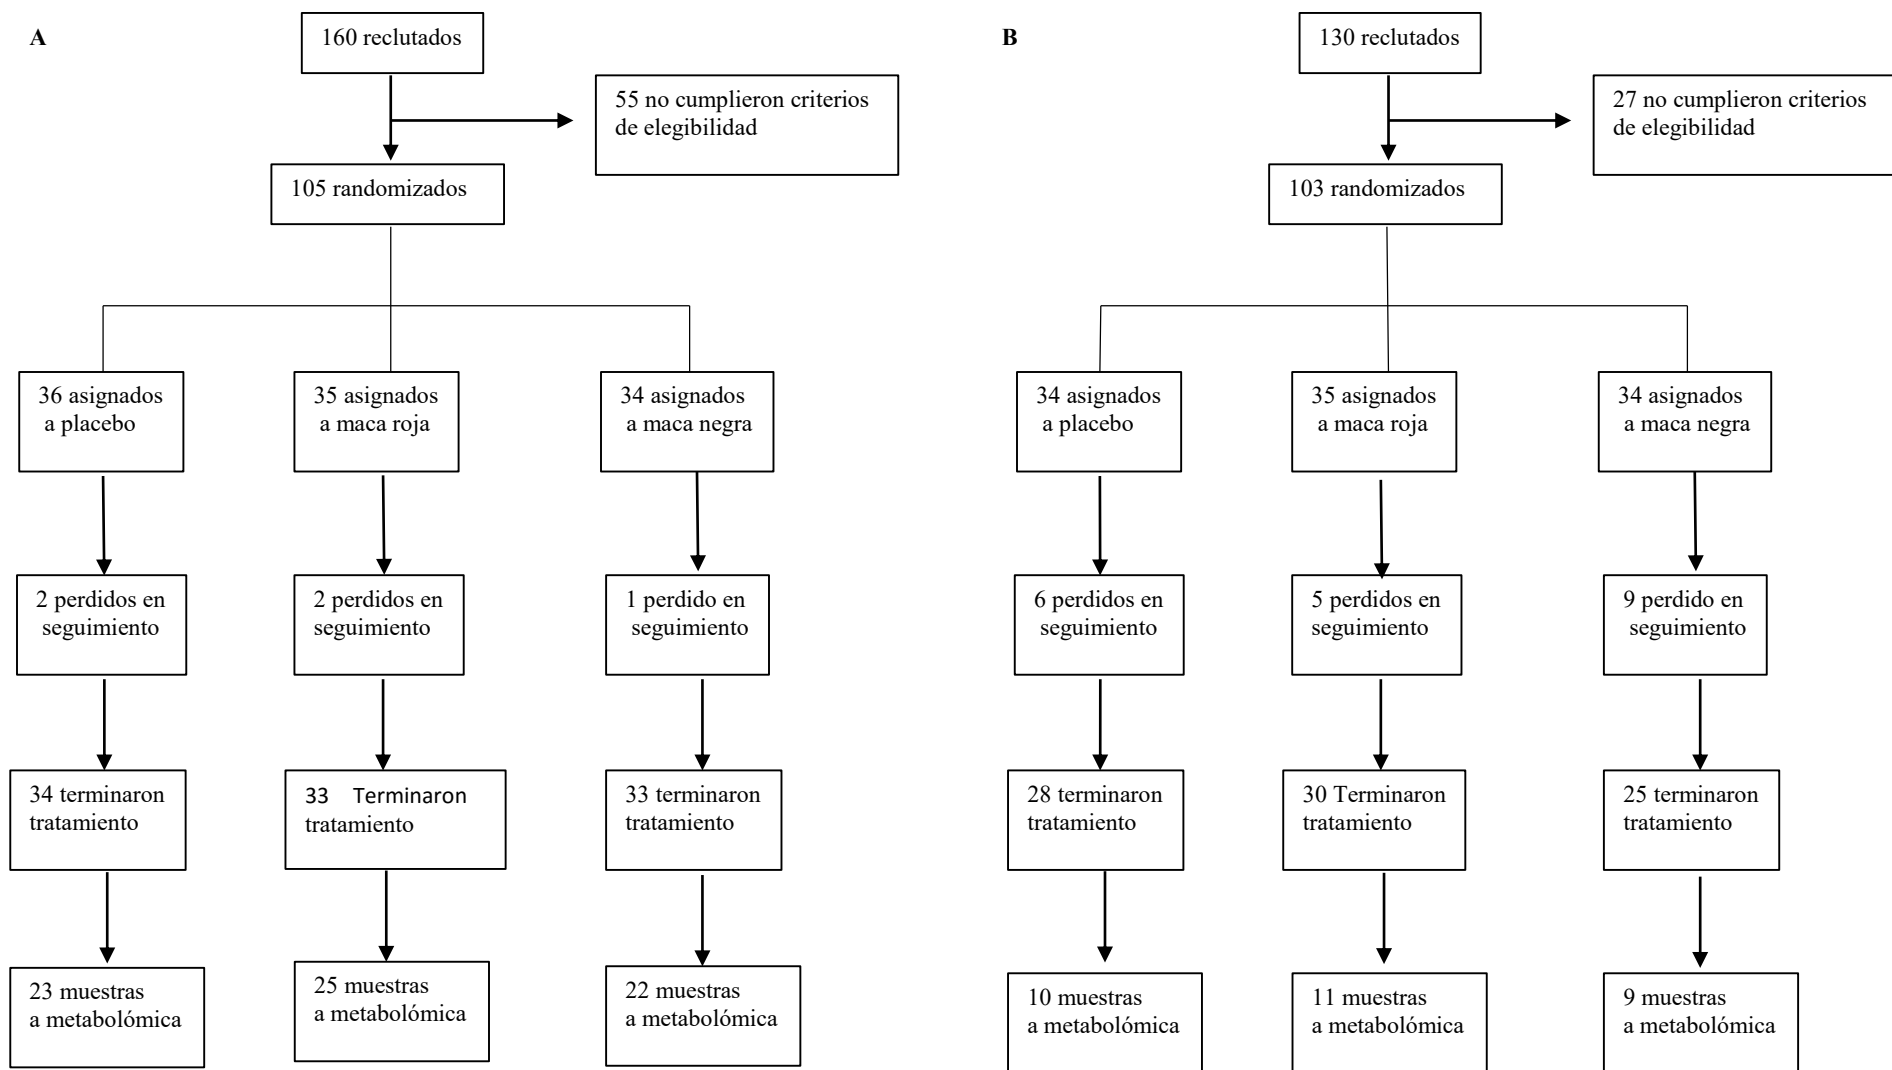 A
160 reclutados
55 no cumplieron criterios
de elegibilidad
105 randomizados
36 asignados
a placebo
35 asignados
a maca roja
34 asignados
a maca negra
2 perdidos en
seguimiento
2 perdidos en
seguimiento
1 perdido en
seguimiento
34 terminaron
tratamiento
33 Terminaron
tratamiento
33 terminaron
tratamiento
23 muestras
a metabolómica
25 muestras
a metabolómica
22 muestras
a metabolómica
B
130 reclutados
27 no cumplieron criterios
de elegibilidad
103 randomizados
34 asignados
a placebo
35 asignados
a maca roja
34 asignados
a maca negra
6 perdidos en
seguimiento
5 perdidos en
seguimiento
9 perdido en
seguimiento
28 terminaron
tratamiento
30 Terminaron
tratamiento
25 terminaron
tratamiento
10 muestras
a metabolómica
11 muestras
a metabolómica
9 muestras
a metabolómica